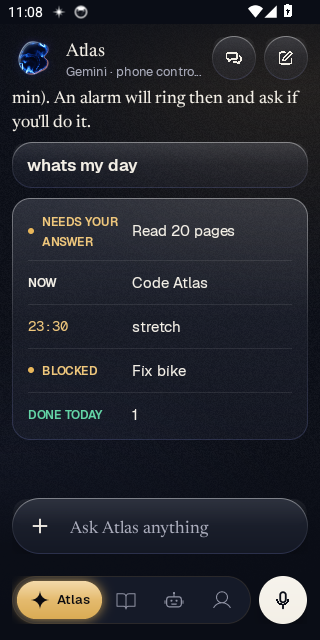 11:08
Atlas
Gemini · phone contro...
min). An alarm will ring then and ask if
you'll do it.
whats my day
NEEDS YOUR
ANSWER
Read 20 pages
NOW
Code Atlas
23:30
stretch
BLOCKED
Fix bike
DONE TODAY
1
Ask Atlas anything
Atlas